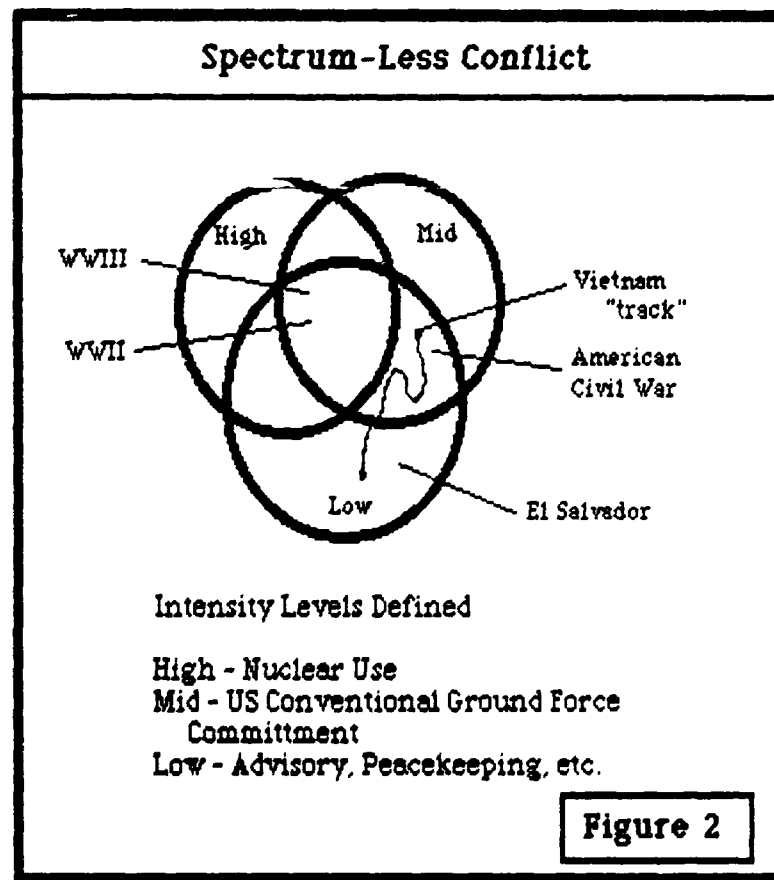 Spectrum-Less Conflict
High
Mid
WWIII
Vietnam
"track"
WWII
American
Civil War
Low
El Salvador
Intensity Levels Defined
High - Nuclear Use
Mid - US Conventional Ground Force
Committment
Low - Advisory, Peacekeeping, etc.
Figure 2